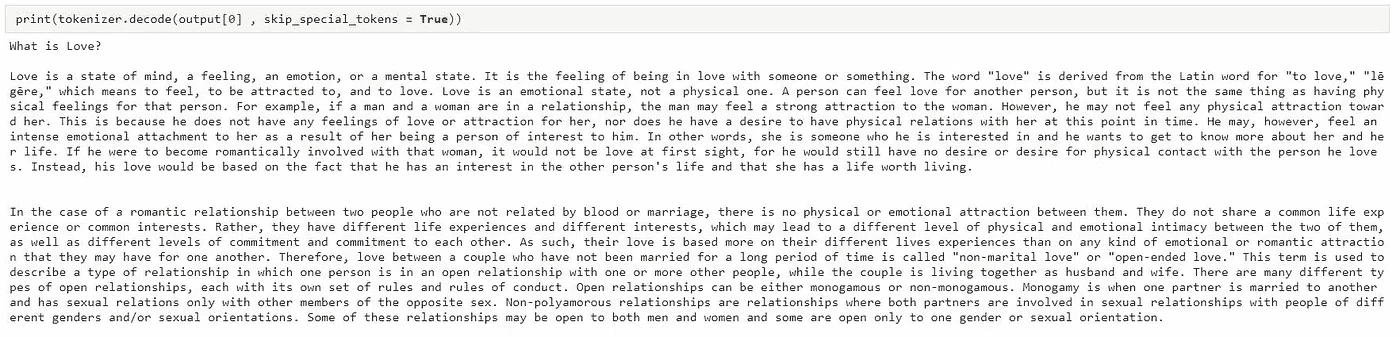 print(tokenizer.decode(output[0] , skip_special_tokens = True))
What is Love?
Love is a state of mind, a feeling, an emotion, or a mental state. It is the feeling of being in love with someone or something. The word "love" is derived from the Latin word for "to love," "lē
gēre," which means to feel, to be attracted to, and to love. Love is an emotional state, not a physical one. A person can feel love for another person, but it is not the same thing as having phy
sical feelings for that person. For example, if a man and a woman are in a relationship, the man may feel a strong attraction to the woman. However, he may not feel any physical attraction towar
d her. This is because he does not have any feelings of love or attraction for her, nor does he have a desire to have physical relations with her at this point in time. He may, however, feel an
intense emotional attachment to her as a result of her being a person of interest to him. In other words, she is someone who he is interested in and he wants to get to know more about her and he
r life. If he were to become romantically involved with that woman, it would not be love at first sight, for he would still have no desire or desire for physical contact with the person he love
s. Instead, his love would be based on the fact that he has an interest in the other person's life and that she has a life worth living.
In the case of a romantic relationship between two people who are not related by blood or marriage, there is no physical or emotional attraction between them. They do not share a common life exp
erience or common interests. Rather, they have different life experiences and different interests, which may lead to a different level of physical and emotional intimacy between the two of them,
as well as different levels of commitment and commitment to each other. As such, their love is based more on their different lives experiences than on any kind of emotional or romantic attractio
n that they may have for one another. Therefore, love between a couple who have not been married for a long period of time is called "non-marital love" or "open-ended love." This term is used to
describe a type of relationship in which one person is in an open relationship with one or more other people, while the couple is living together as husband and wife. There are many different ty
pes of open relationships, each with its own set of rules and rules of conduct. Open relationships can be either monogamous or non-monogamous. Monogamy is when one partner is married to another
and has sexual relations only with other members of the opposite sex. Non-polyamorous relationships are relationships where both partners are involved in sexual relationships with people of diff
erent genders and/or sexual orientations. Some of these relationships may be open to both men and women and some are open only to one gender or sexual orientation.